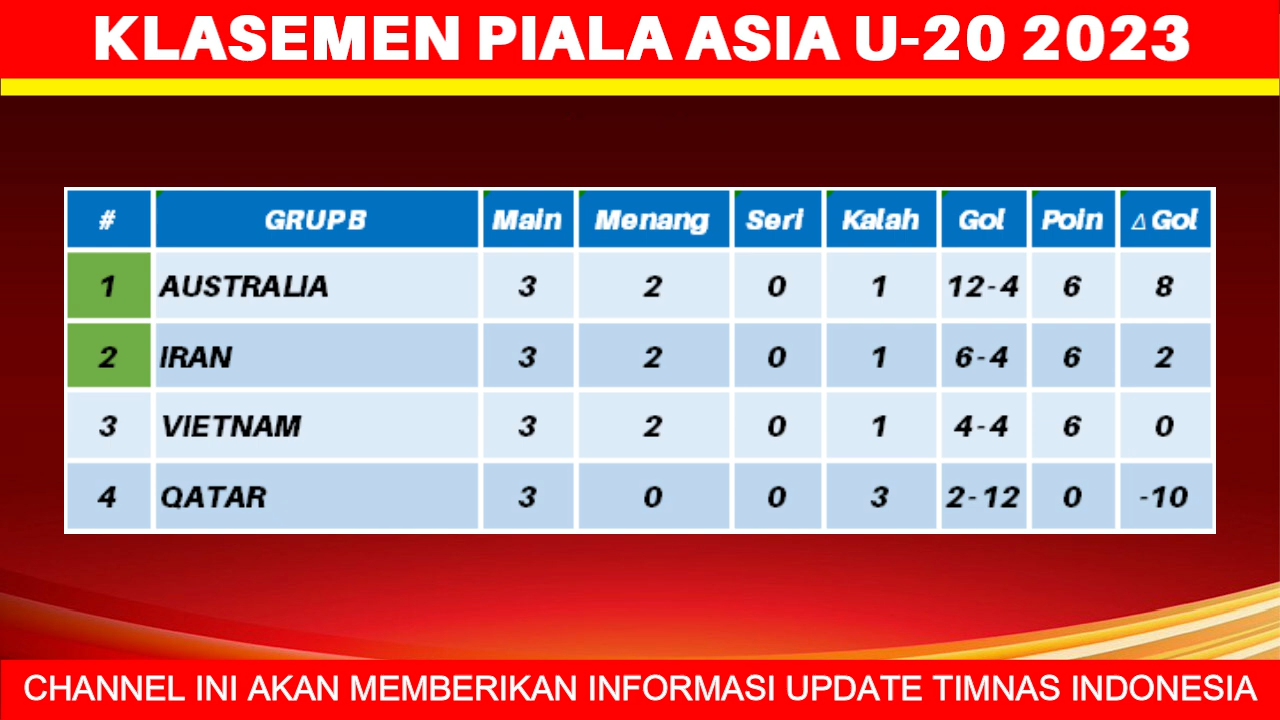 KLASEMEN PIALA ASIA U-20 2023
# GRUP B Main Menang Seri Kalah Gol Poin △ Gol
1 AUSTRALIA 3 2 0 1 12-4 6 8
2 IRAN 3 2 0 1 6-4 6 2
3 VIETNAM 3 2 0 1 4-4 6 0
4 QATAR 3 0 0 3 2-12 0 -10
CHANNEL INI AKAN MEMBERIKAN INFORMASI UPDATE TIMNAS INDONESIA